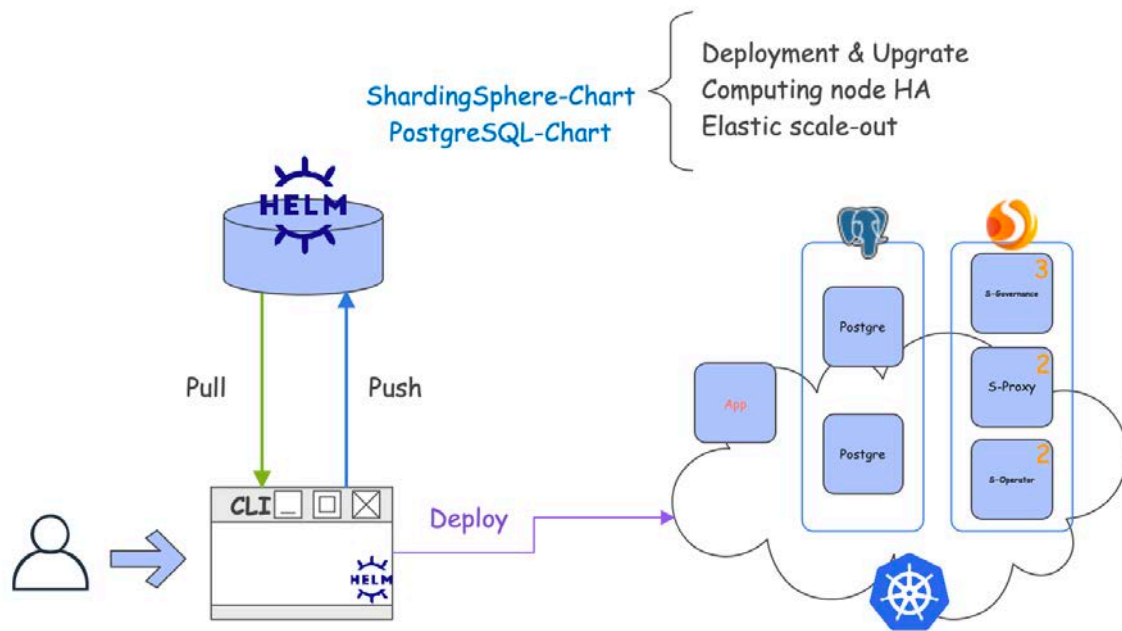 Deployment & Upgrate
ShardingSphere-Chart
Computing node HA
PostgreSQL-Chart
Elastic scale-out
HELM
3
S-Governance
Postgre
Pull
Push
2
S-Proxy
App
Postgre
2
S-Operator
CLI
Deploy
HELM